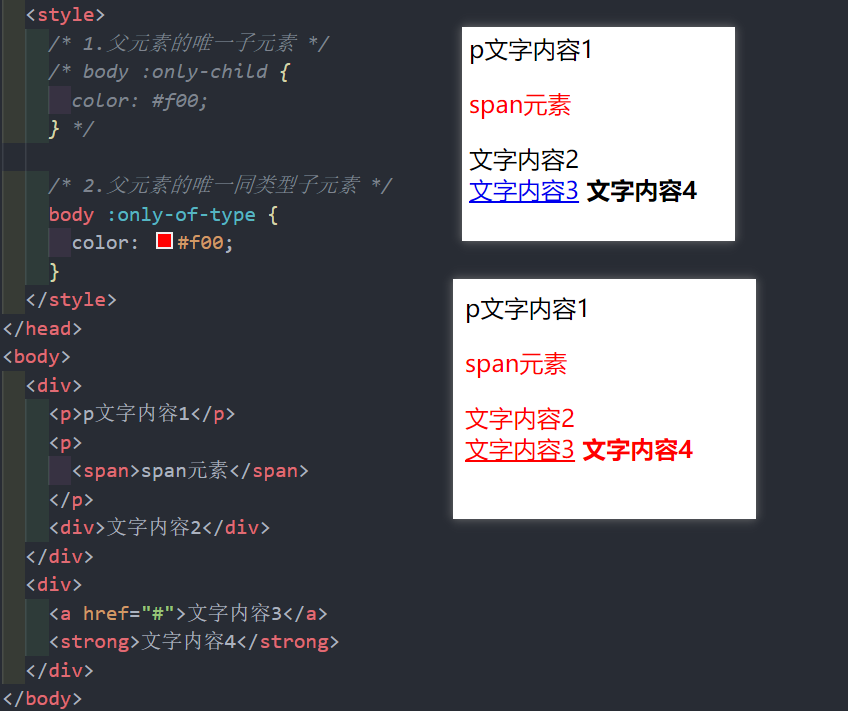 <style>
/* 1.父元素的唯一子元素 */
/* body :only-child {
color: #f00;
} */
/* 2.父元素的唯一同类型子元素 */
body :only-of-type {
color: #f00;
}
</style>
</head>
<body>
<div>
<p>p文字内容1</p>
<p>
<span>span元素</span>
</p>
<div>文字内容2</div>
</div>
<div>
<a href="#">文字内容3</a>
<strong>文字内容4</strong>
</div>
</body>
p文字内容1
span元素
文字内容2
文字内容3 文字内容4
p文字内容1
span元素
文字内容2
文字内容3 文字内容4